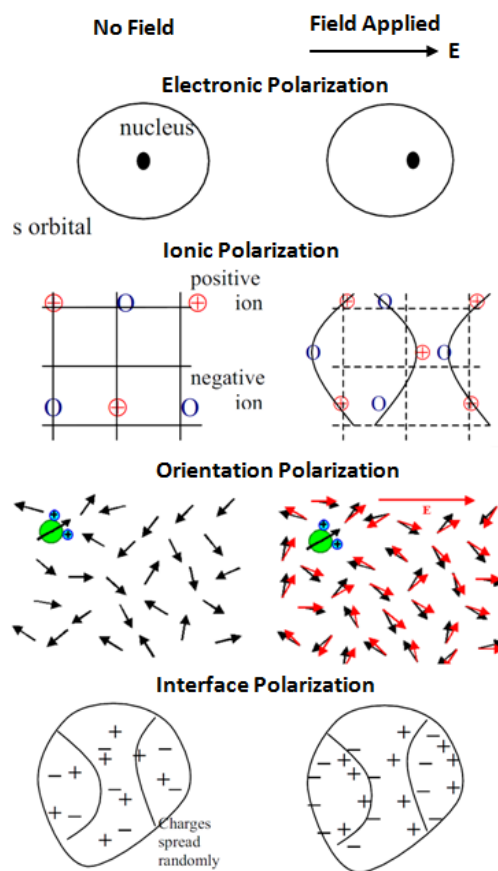 No Field
Field Applied
E
Electronic Polarization
nucleus
s orbital
Ionic Polarization
positive
ion
negative
ion
Orientation Polarization
E
Interface Polarization
Charges
spread
randomly